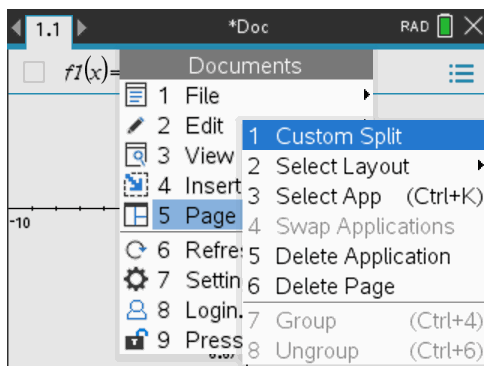 1.1 *Doc RAD
f1(x)=
Documents
1 File
2 Edit
3 View
4 Insert
5 Page
6 Refre
7 Settin
8 Login.
9 Press
1 Custom Split
2 Select Layout
3 Select App (Ctrl+K)
4 Swap Applications
5 Delete Application
6 Delete Page
7 Group (Ctrl+4)
8 Ungroup (Ctrl+6)
-10